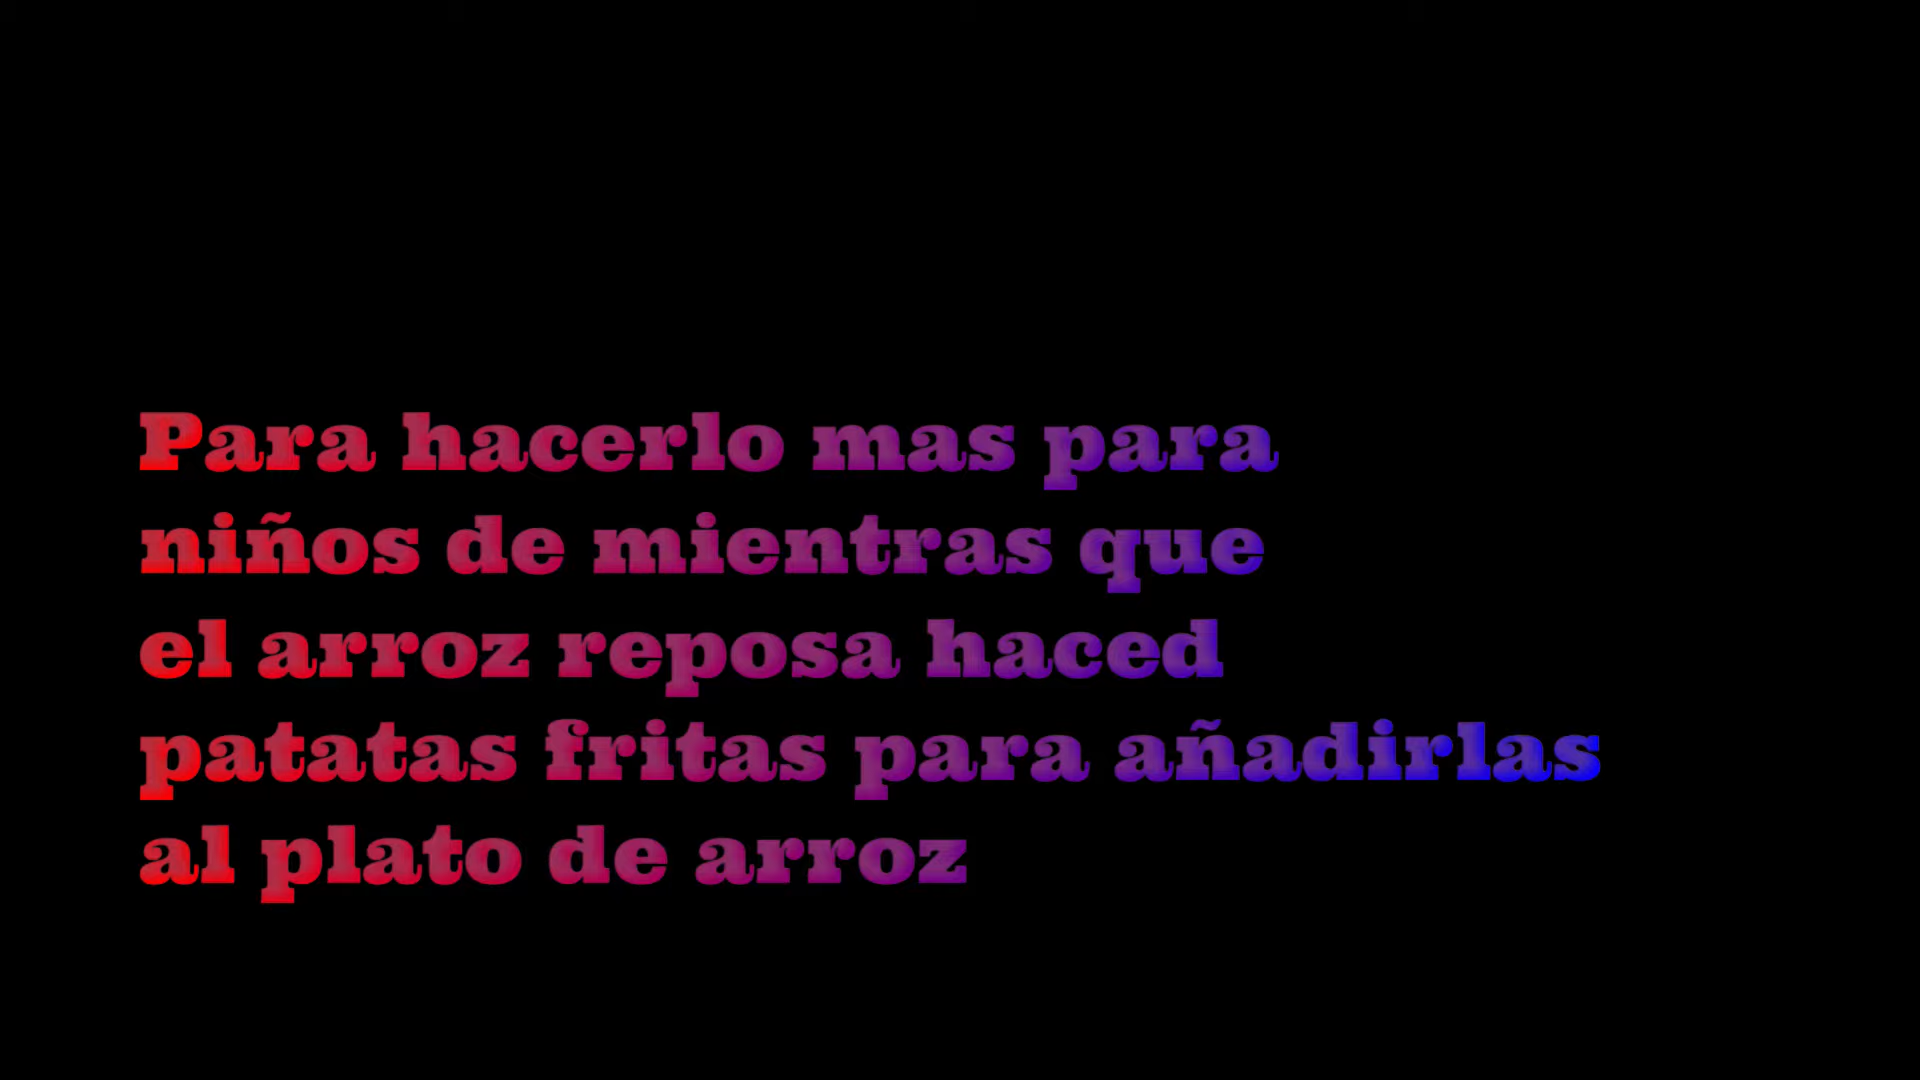 Para hacerlo mas para
niños de mientras que
el arroz reposa haced
patatas fritas para añadirlas
al plato de arroz